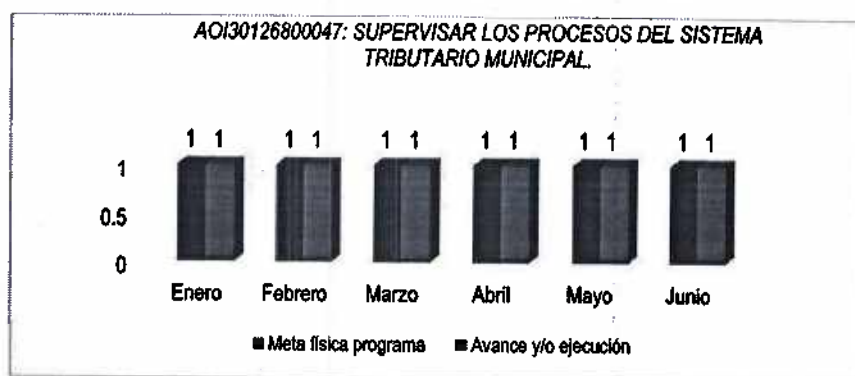 AOI30126800047: SUPERVISAR LOS PROCESOS DEL SISTEMA
TRIBUTARIO MUNICIPAL.
1 1 1 1 1 1 1 1 1 1 1 1
1
0.5
0
Enero Febrero Marzo Abril Mayo Junio
Meta física programa Avance y/o ejecución